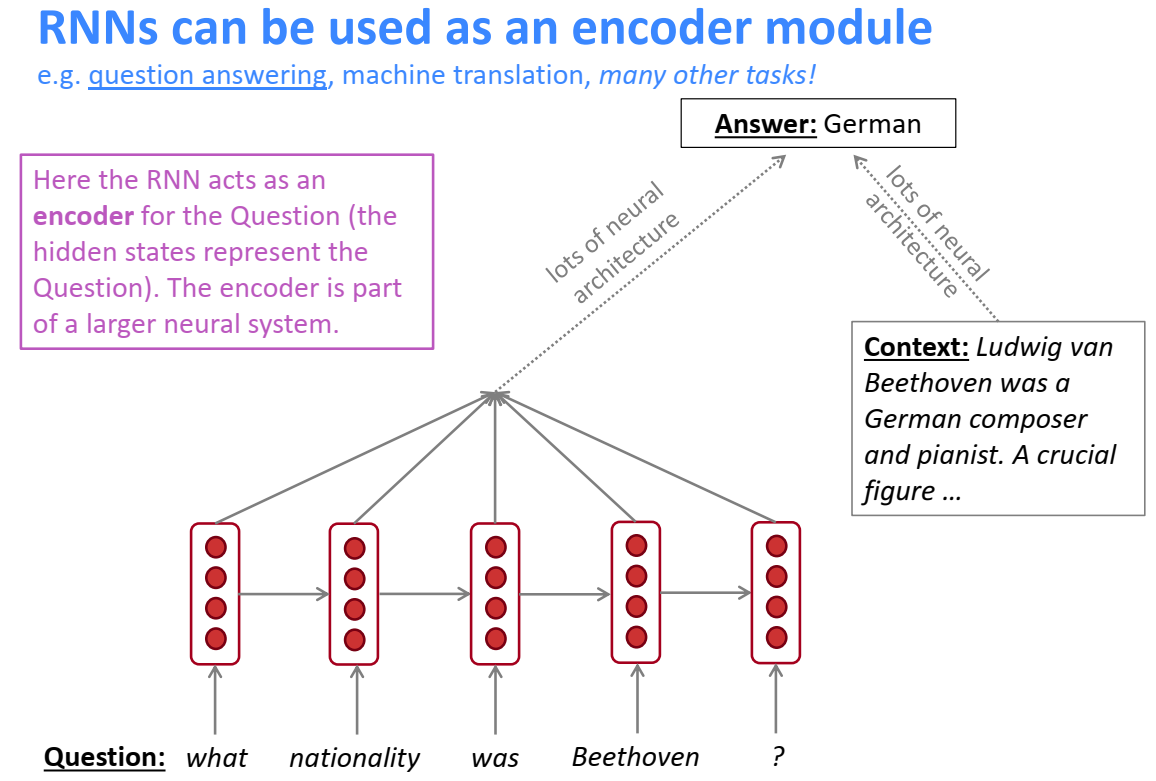 RNNs can be used as an encoder module
e.g. question answering, machine translation, many other tasks!
Answer: German
Here the RNN acts as an
encoder for the Question (the
hidden states represent the
Question). The encoder is part
of a larger neural system.
lots of neural
architecture
lots of neural
architecture
Context: Ludwig van
Beethoven was a
German composer
and pianist. A crucial
figure …
Question: what nationality was Beethoven ?